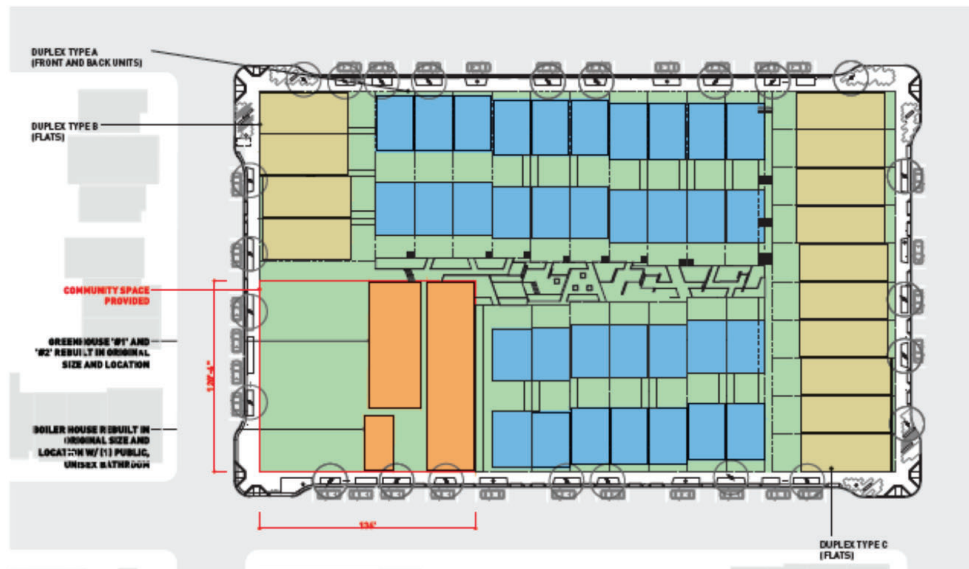 DUPLEX TYPE A
(FRONT AND BACK UNITS)
DUPLEX TYPE B
(FLATS)
COMMUNITY SPACE
PROVIDED
GREENHOUSE '#1' AND
'#2' REBUILT IN ORIGINAL
SIZE AND LOCATION
BOILER HOUSE REBUILT IN
ORIGINAL SIZE AND
LOCATION W/ (1) PUBLIC,
UNISEX BATHROOM
DUPLEX TYPE C
(FLATS)